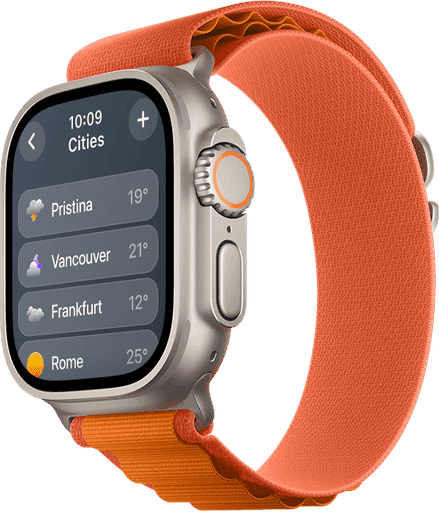 10:09
Cities
Pristina 19°
Vancouver 21°
Frankfurt 12°
Rome 25°